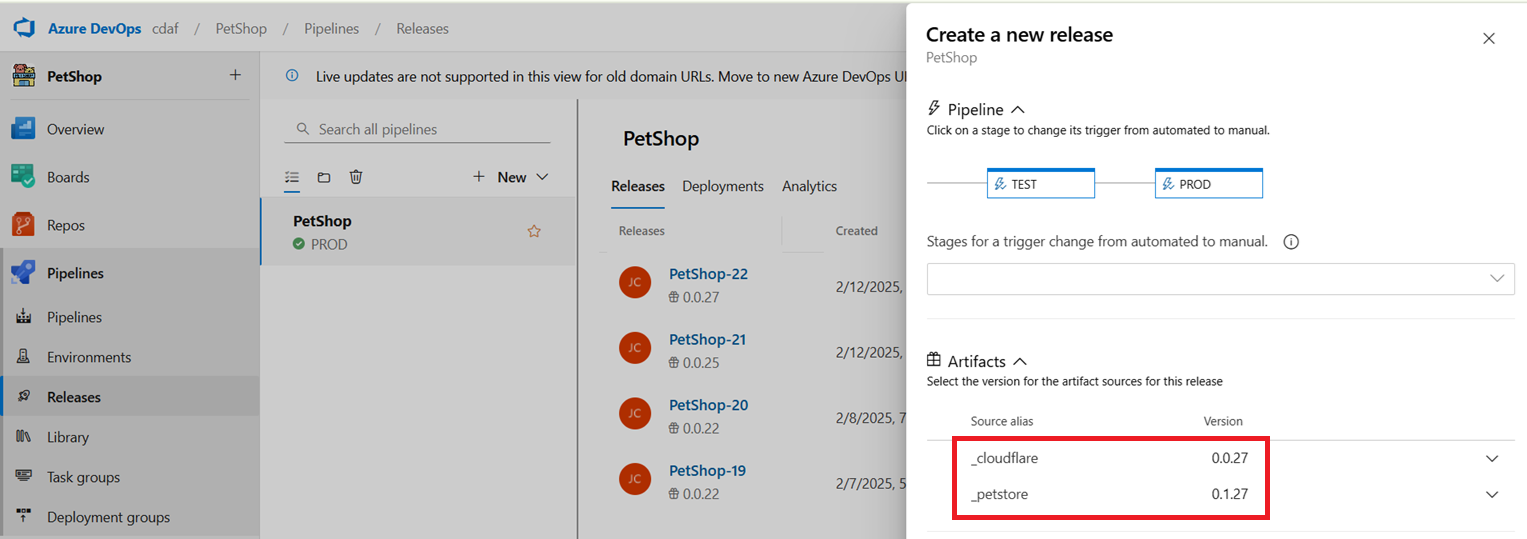 Azure DevOps cdaf / PetShop / Pipelines / Releases
PetShop
Overview
Boards
Repos
Pipelines
Pipelines
Environments
Releases
Library
Task groups
Deployment groups
Live updates are not supported in this view for old domain URLs. Move to new Azure DevOps
Search all pipelines
New
PetShop
PROD
PetShop
Releases Deployments Analytics
Releases Created
JC PetShop-22
0.0.27 2/12/2025,
JC PetShop-21
0.0.25 2/12/2025,
JC PetShop-20
0.0.22 2/8/2025, 7
JC PetShop-19
0.0.22 2/7/2025, 5
Create a new release
PetShop
Pipeline
Click on a stage to change its trigger from automated to manual.
TEST PROD
Stages for a trigger change from automated to manual.
Artifacts
Select the version for the artifact sources for this release
Source alias Version
_cloudflare 0.0.27
_petstore 0.1.27